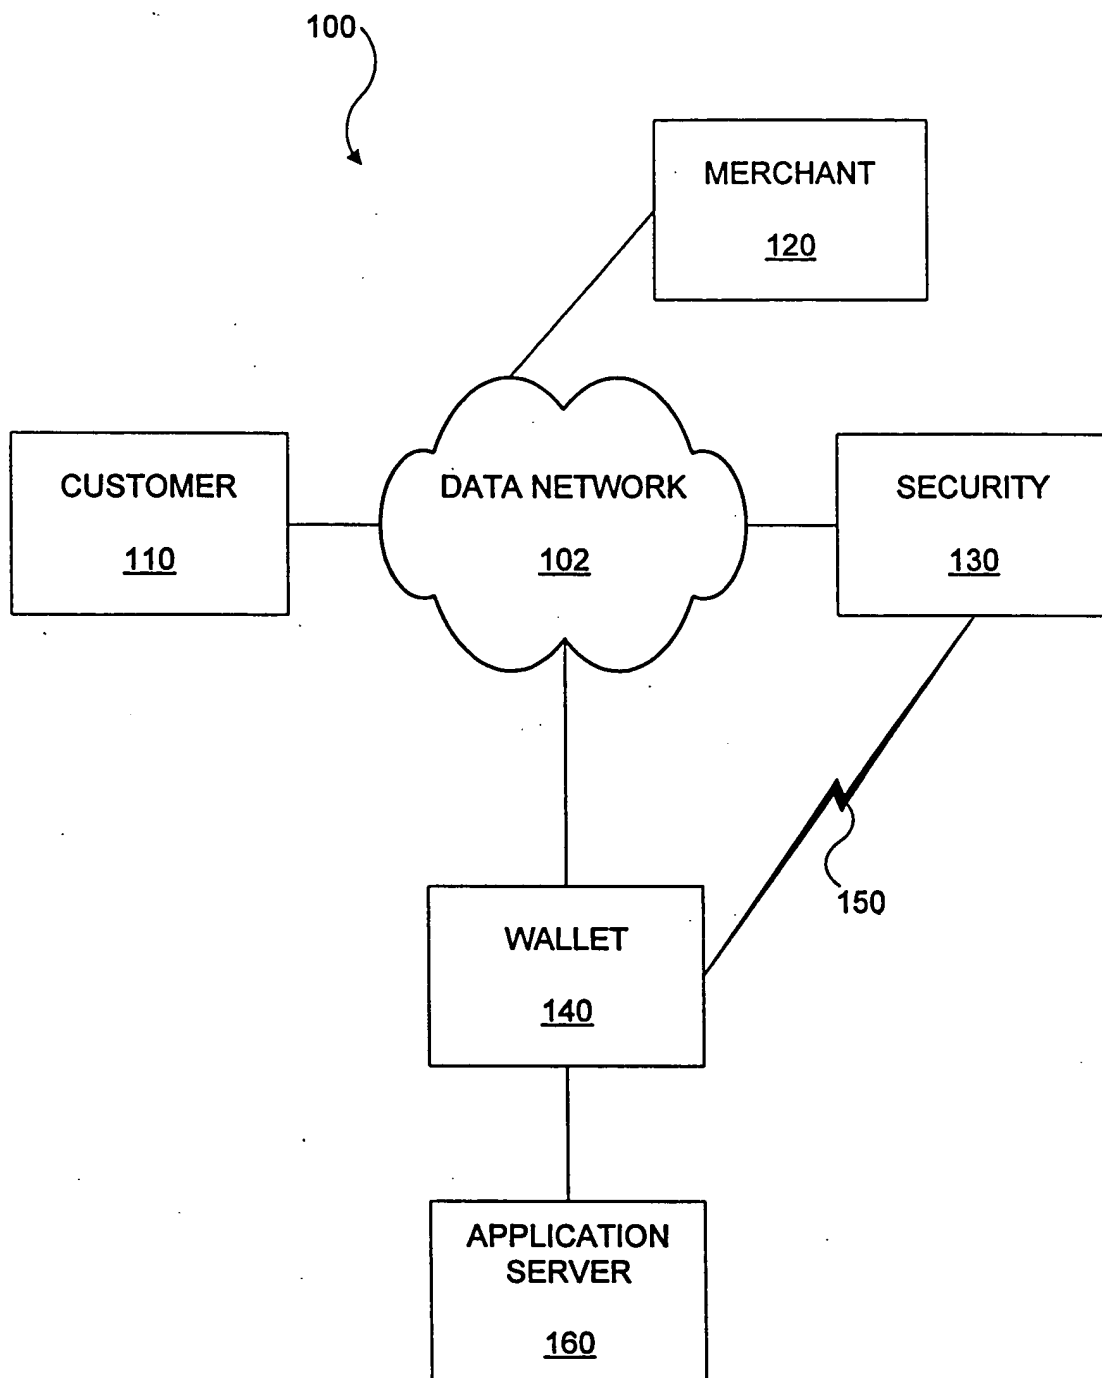 100
MERCHANT
120
CUSTOMER
110
DATA NETWORK
102
SECURITY
130
150
WALLET
140
APPLICATION
SERVER
160